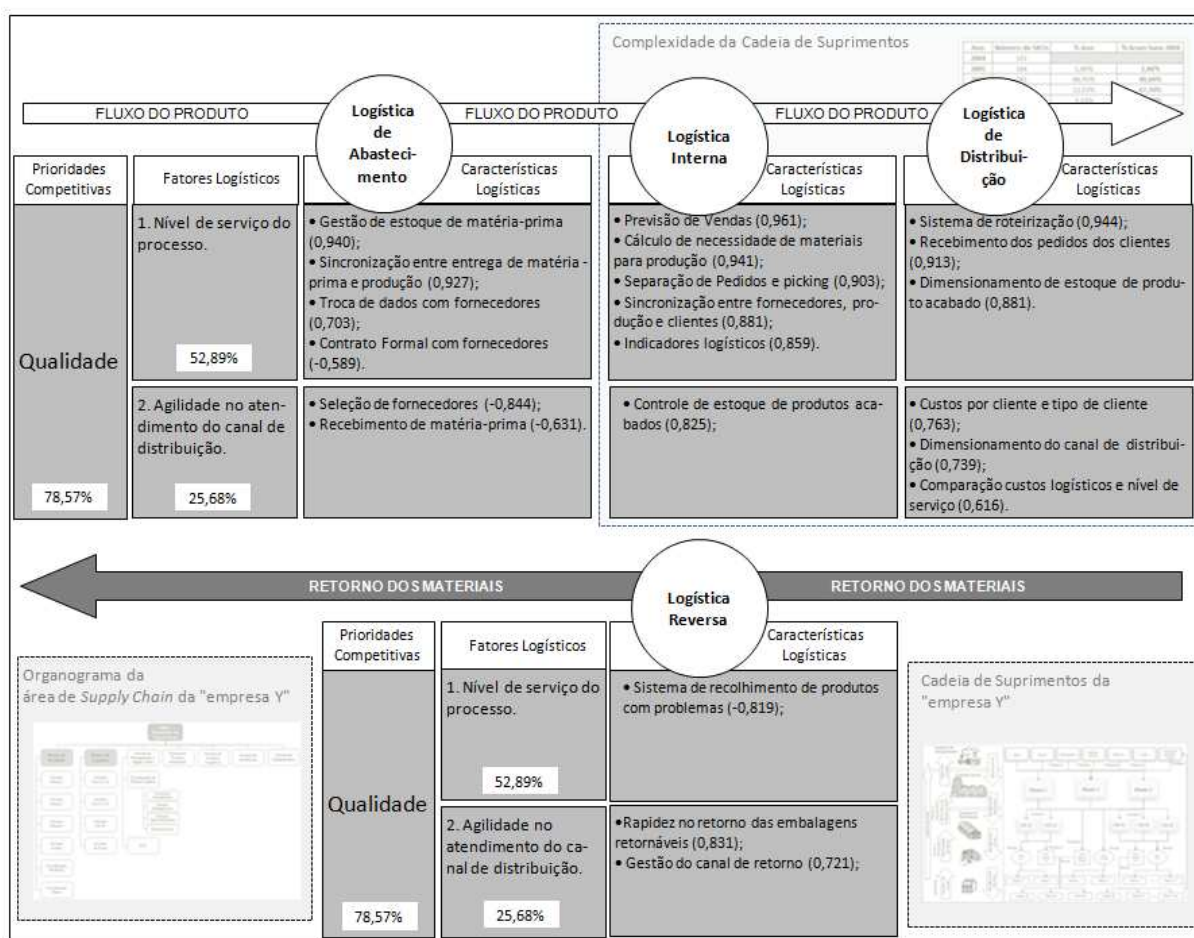 Complexidade da Cadeia de Suprimentos
FLUXO DO PRODUTO
Logística
de
Abasteci-
mento
FLUXO DO PRODUTO
Logística
Interna
FLUXO DO PRODUTO
Logística
de
Distribui-
ção
Prioridades
Competitivas
Fatores Logísticos
Características
Logísticas
Características
Logísticas
Características
Logísticas
Qualidade
78,57%
1. Nível de serviço do
processo.
52,89%
• Gestão de estoque de matéria-prima
(0,940);
• Sincronização entre entrega de matéria -
prima e produção (0,927);
• Troca de dados com fornecedores
(0,703);
• Contrato Formal com fornecedores
(-0,589).
• Previsão de Vendas (0,961);
• Cálculo de necessidade de materiais
para produção (0,941);
• Separação de Pedidos e picking (0,903);
• Sincronização entre fornecedores, pro-
dução e clientes (0,881);
• Indicadores logísticos (0,859).
• Sistema de roteirização (0,944);
• Recebimento dos pedidos dos clientes
(0,913);
• Dimensionamento de estoque de produ-
to acabado (0,881).
2. Agilidade no aten-
dimento do canal de
distribuição.
25,68%
• Seleção de fornecedores (-0,844);
• Recebimento de matéria-prima (-0,631).
• Controle de estoque de produtos aca-
bados (0,825);
• Custos por cliente e tipo de cliente
(0,763);
• Dimensionamento do canal de distribui-
ção (0,739);
• Comparação custos logísticos e nível de
serviço (0,616).
RETORNO DOS MATERIAIS
Logística
Reversa
RETORNO DOS MATERIAIS
Organograma da
área de Supply Chain da "empresa Y"
Prioridades
Competitivas
Fatores Logísticos
Características
Logísticas
Qualidade
78,57%
1. Nível de serviço do
processo.
52,89%
• Sistema de recolhimento de produtos
com problemas (-0,819);
2. Agilidade no
atendimento do ca-
nal de distribuição.
25,68%
•Rapidez no retorno das embalagens
retornáveis (0,831);
• Gestão do canal de retorno (0,721);
Cadeia de Suprimentos da
"empresa Y"